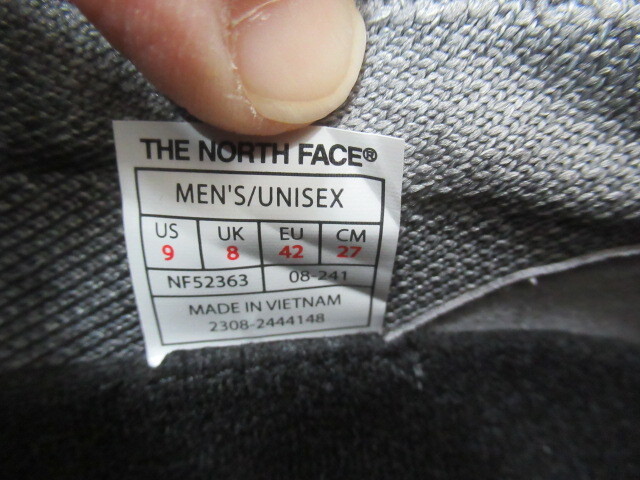 THE NORTH FACE®
MEN'S/UNISEX
US UK EU CM
9 8 42 27
NF52363 08-241
MADE IN VIETNAM
2308-2444148